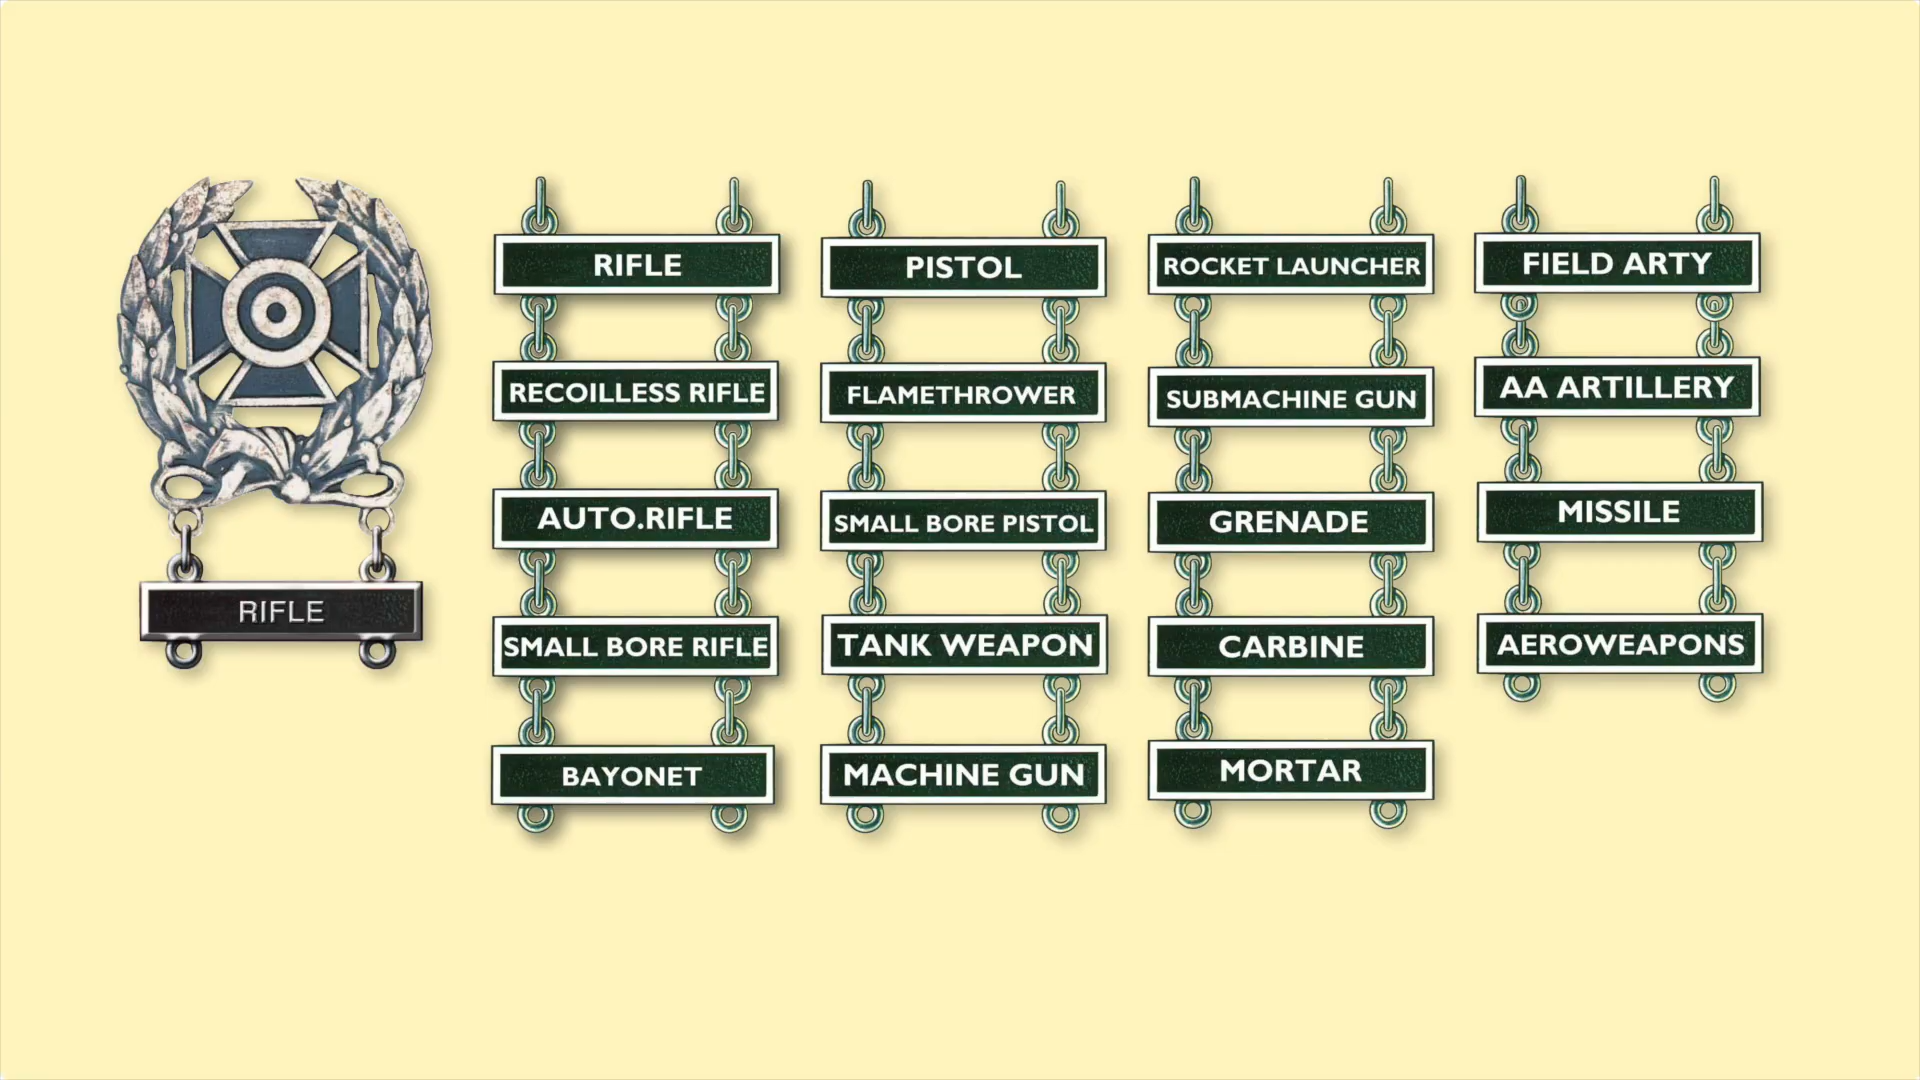 RIFLE
RIFLE
RECOILLESS RIFLE
AUTO.RIFLE
SMALL BORE RIFLE
BAYONET
PISTOL
FLAMETHROWER
SMALL BORE PISTOL
TANK WEAPON
MACHINE GUN
ROCKET LAUNCHER
SUBMACHINE GUN
GRENADE
CARBINE
MORTAR
FIELD ARTY
AA ARTILLERY
MISSILE
AEROWEAPONS